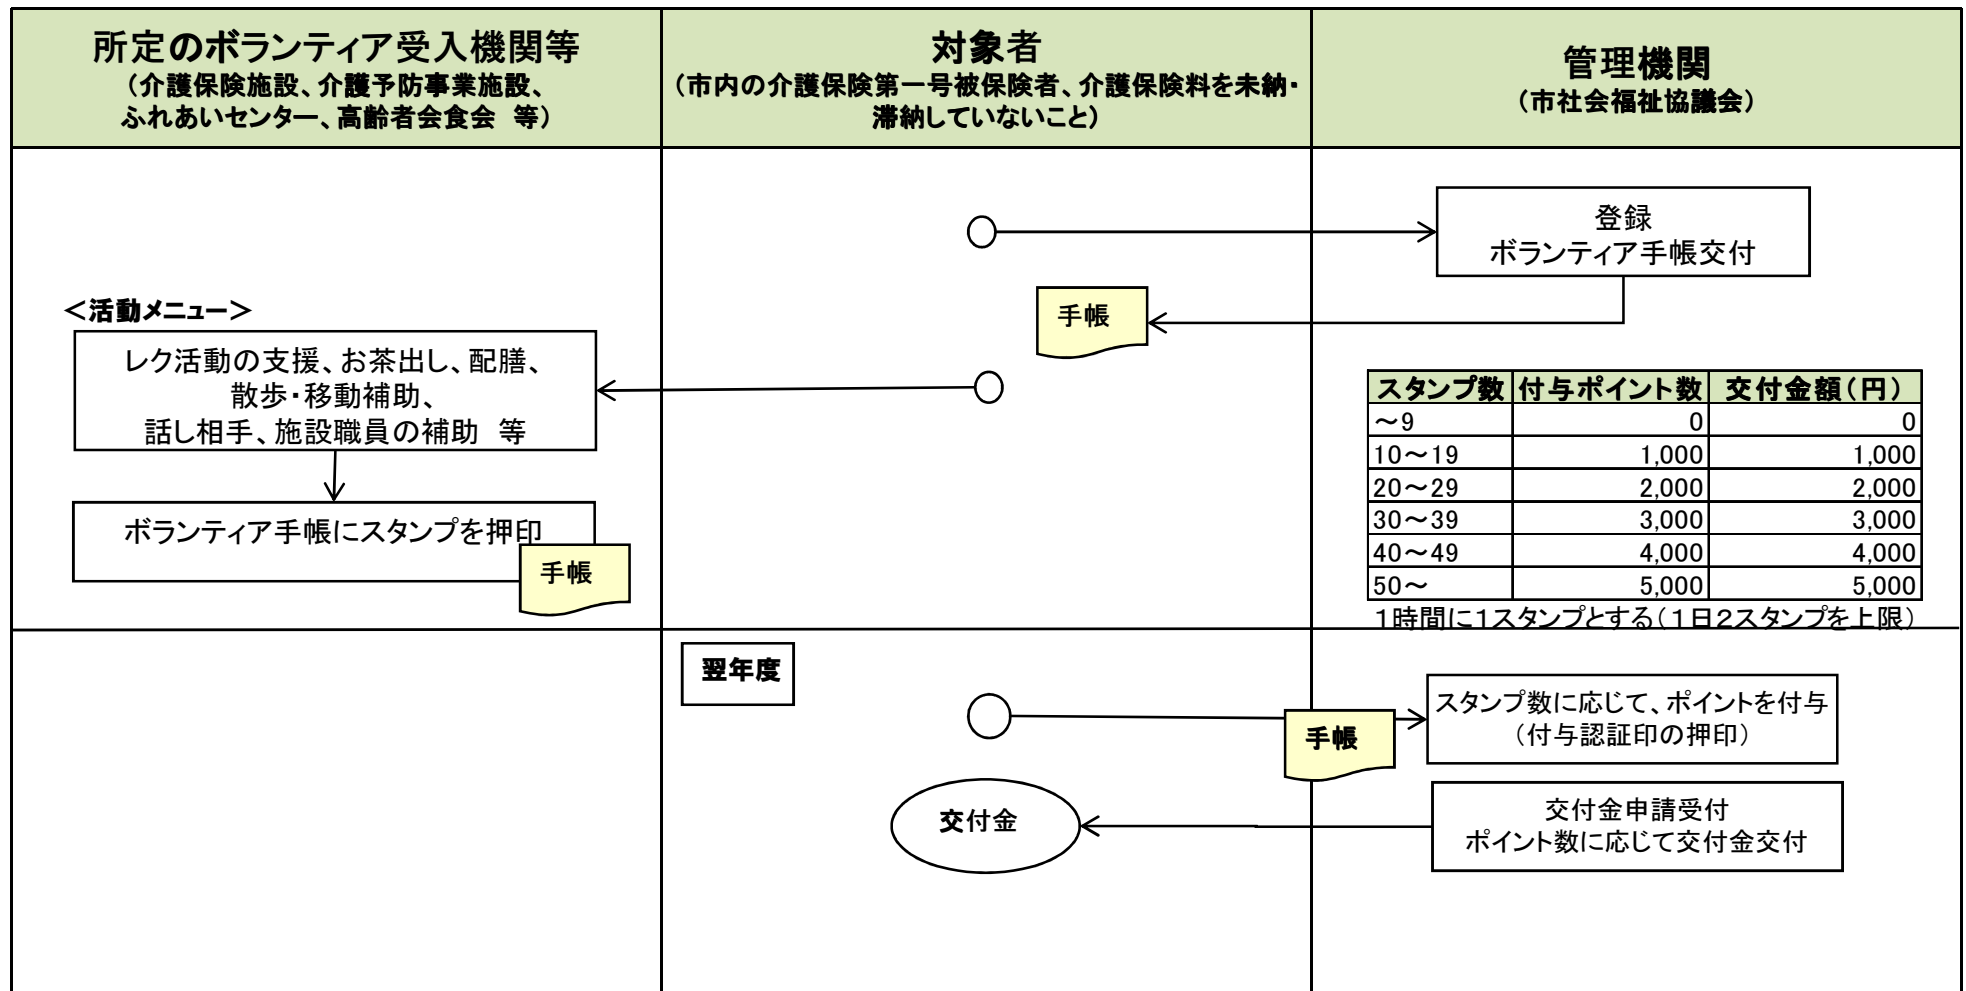 所定のボランティア受入機関等
（介護保険施設、介護予防事業施設、
ふれあいセンター、高齢者会食会　等）
対象者
（市内の介護保険第一号被保険者、介護保険料を未納・
滞納していないこと）
管理機関
（市社会福祉協議会）
登録
ボランティア手帳交付
手帳
＜活動メニュー＞
レク活動の支援、お茶出し、配膳、
散歩・移動補助、
話し相手、施設職員の補助　等
ボランティア手帳にスタンプを押印
手帳
スタンプ数 付与ポイント数 交付金額（円）
～9 0 0
10～19 1,000 1,000
20～29 2,000 2,000
30～39 3,000 3,000
40～49 4,000 4,000
50～ 5,000 5,000
１時間に１スタンプとする（１日２スタンプを上限）
翌年度
手帳
スタンプ数に応じて、ポイントを付与
（付与認証印の押印）
交付金
交付金申請受付
ポイント数に応じて交付金交付